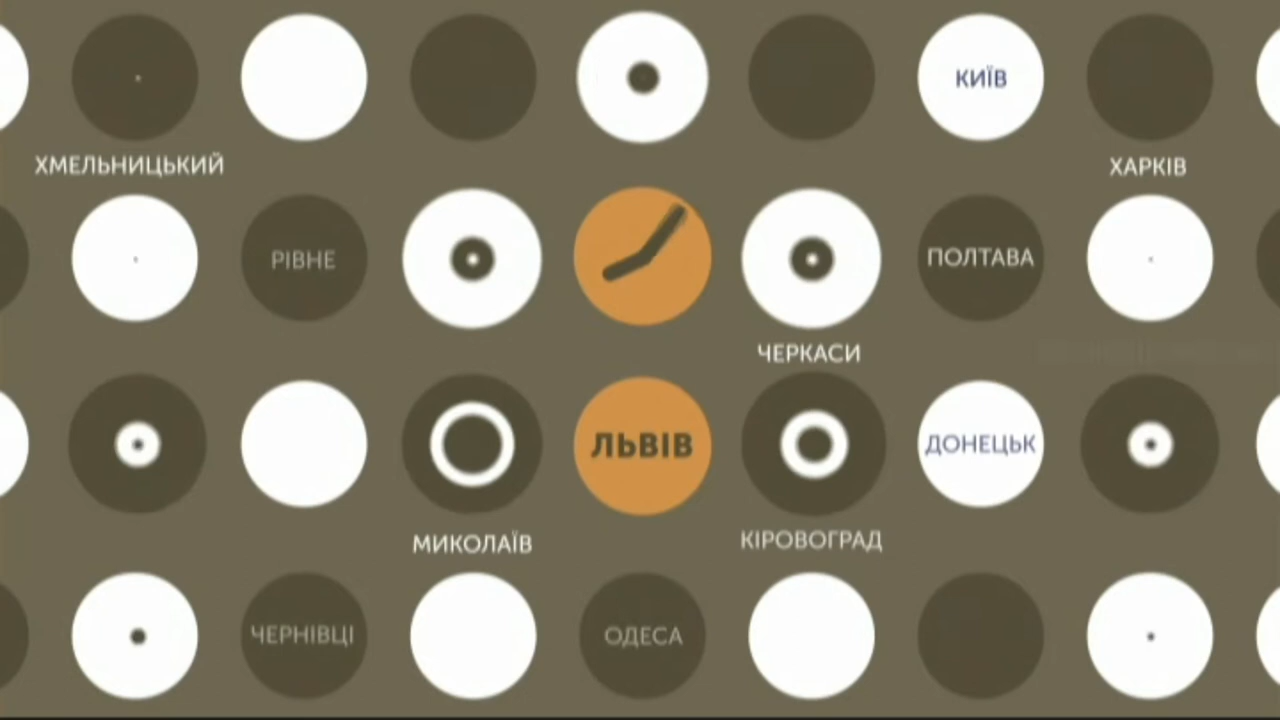 КИЇВ
ХМЕЛЬНИЦЬКИЙ
ХАРКІВ
РІВНЕ
ПОЛТАВА
ЧЕРКАСИ
ЛЬВІВ
ДОНЕЦЬК
МИКОЛАЇВ
КІРОВОГРАД
ЧЕРНІВЦІ
ОДЕСА